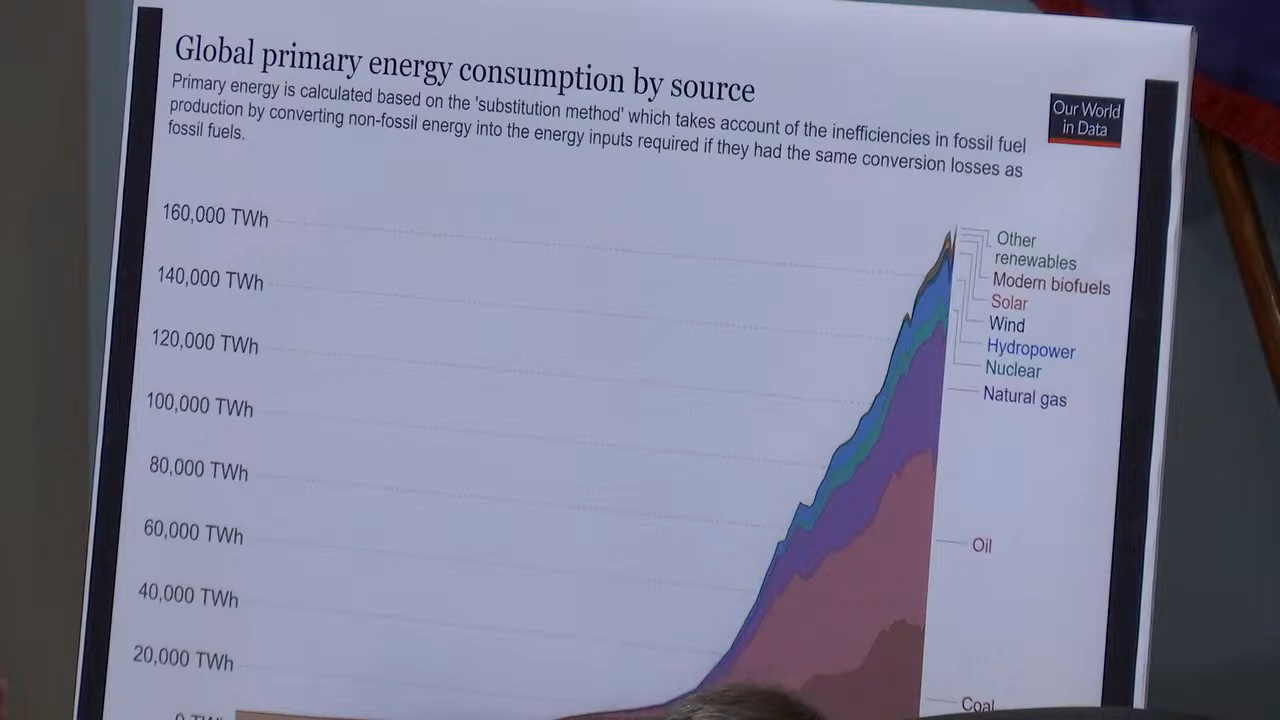 Global primary energy consumption by source
Primary energy is calculated based on the 'substitution method' which takes account of the inefficiencies in fossil fuel
production by converting non-fossil energy into the energy inputs required if they had the same conversion losses as
fossil fuels.
Our World
in Data
160,000 TWh
140,000 TWh
120,000 TWh
100,000 TWh
80,000 TWh
60,000 TWh
40,000 TWh
20,000 TWh
0 TWh
Other
renewables
Modern biofuels
Solar
Wind
Hydropower
Nuclear
Natural gas
Oil
Coal